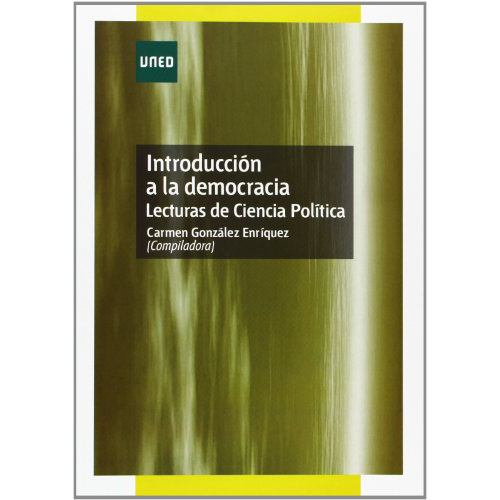 UNED
Introducción
a la democracia
Lecturas de Ciencia Política
Carmen González Enríquez
(Compiladora)